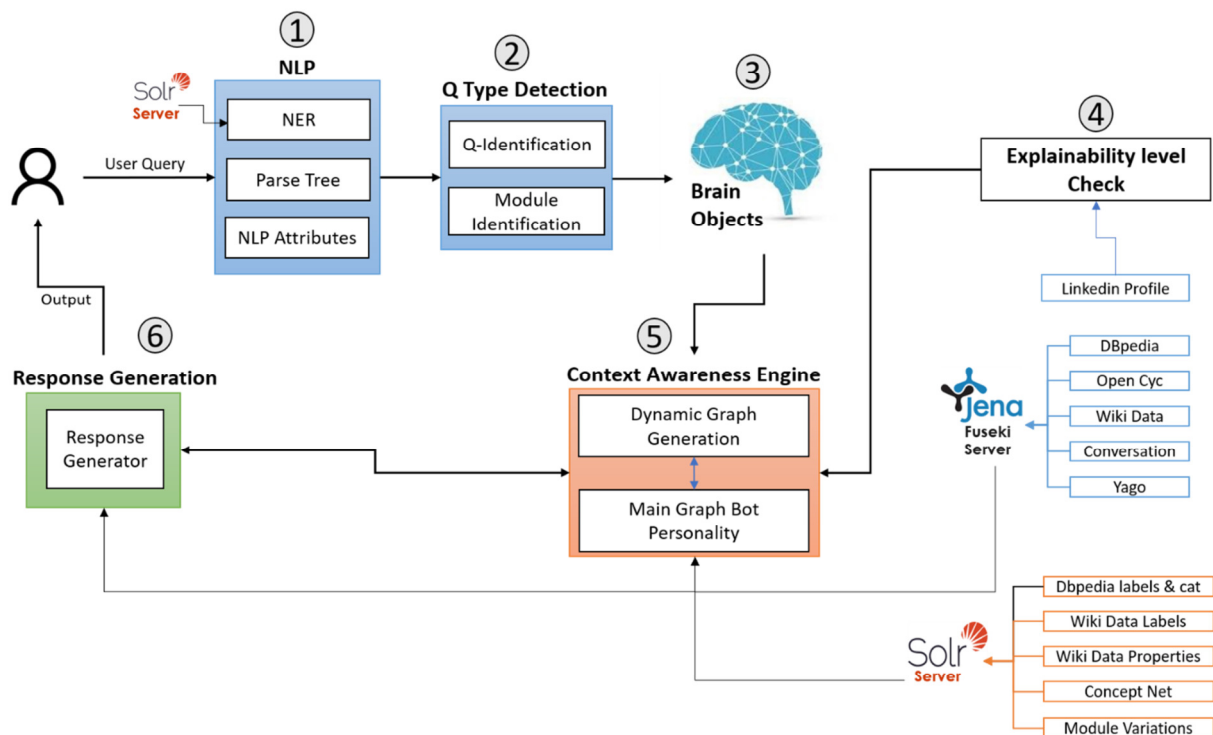 1
NLP
Solr
Server
NER
Parse Tree
NLP Attributes
User Query
2
Q Type Detection
Q-Identification
Module
Identification
3
Brain
Objects
4
Explainability level
Check
Linkedin Profile
Output
6
Response Generation
Response
Generator
5
Context Awareness Engine
Dynamic Graph
Generation
Main Graph Bot
Personality
Jena
Fuseki
Server
DBpedia
Open Cyc
Wiki Data
Conversation
Yago
Solr
Server
Dbpedia labels & cat
Wiki Data Labels
Wiki Data Properties
Concept Net
Module Variations